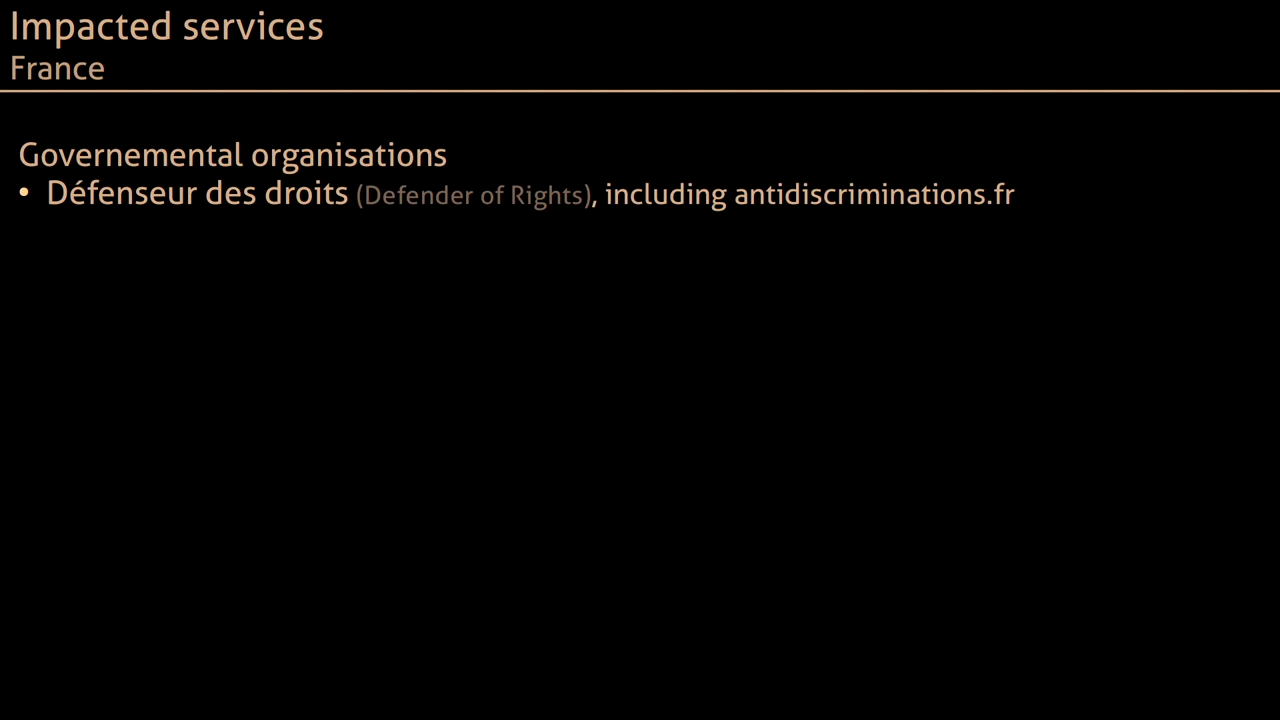 Impacted services
France
Governemental organisations
• Défenseur des droits (Defender of Rights), including antidiscriminations.fr